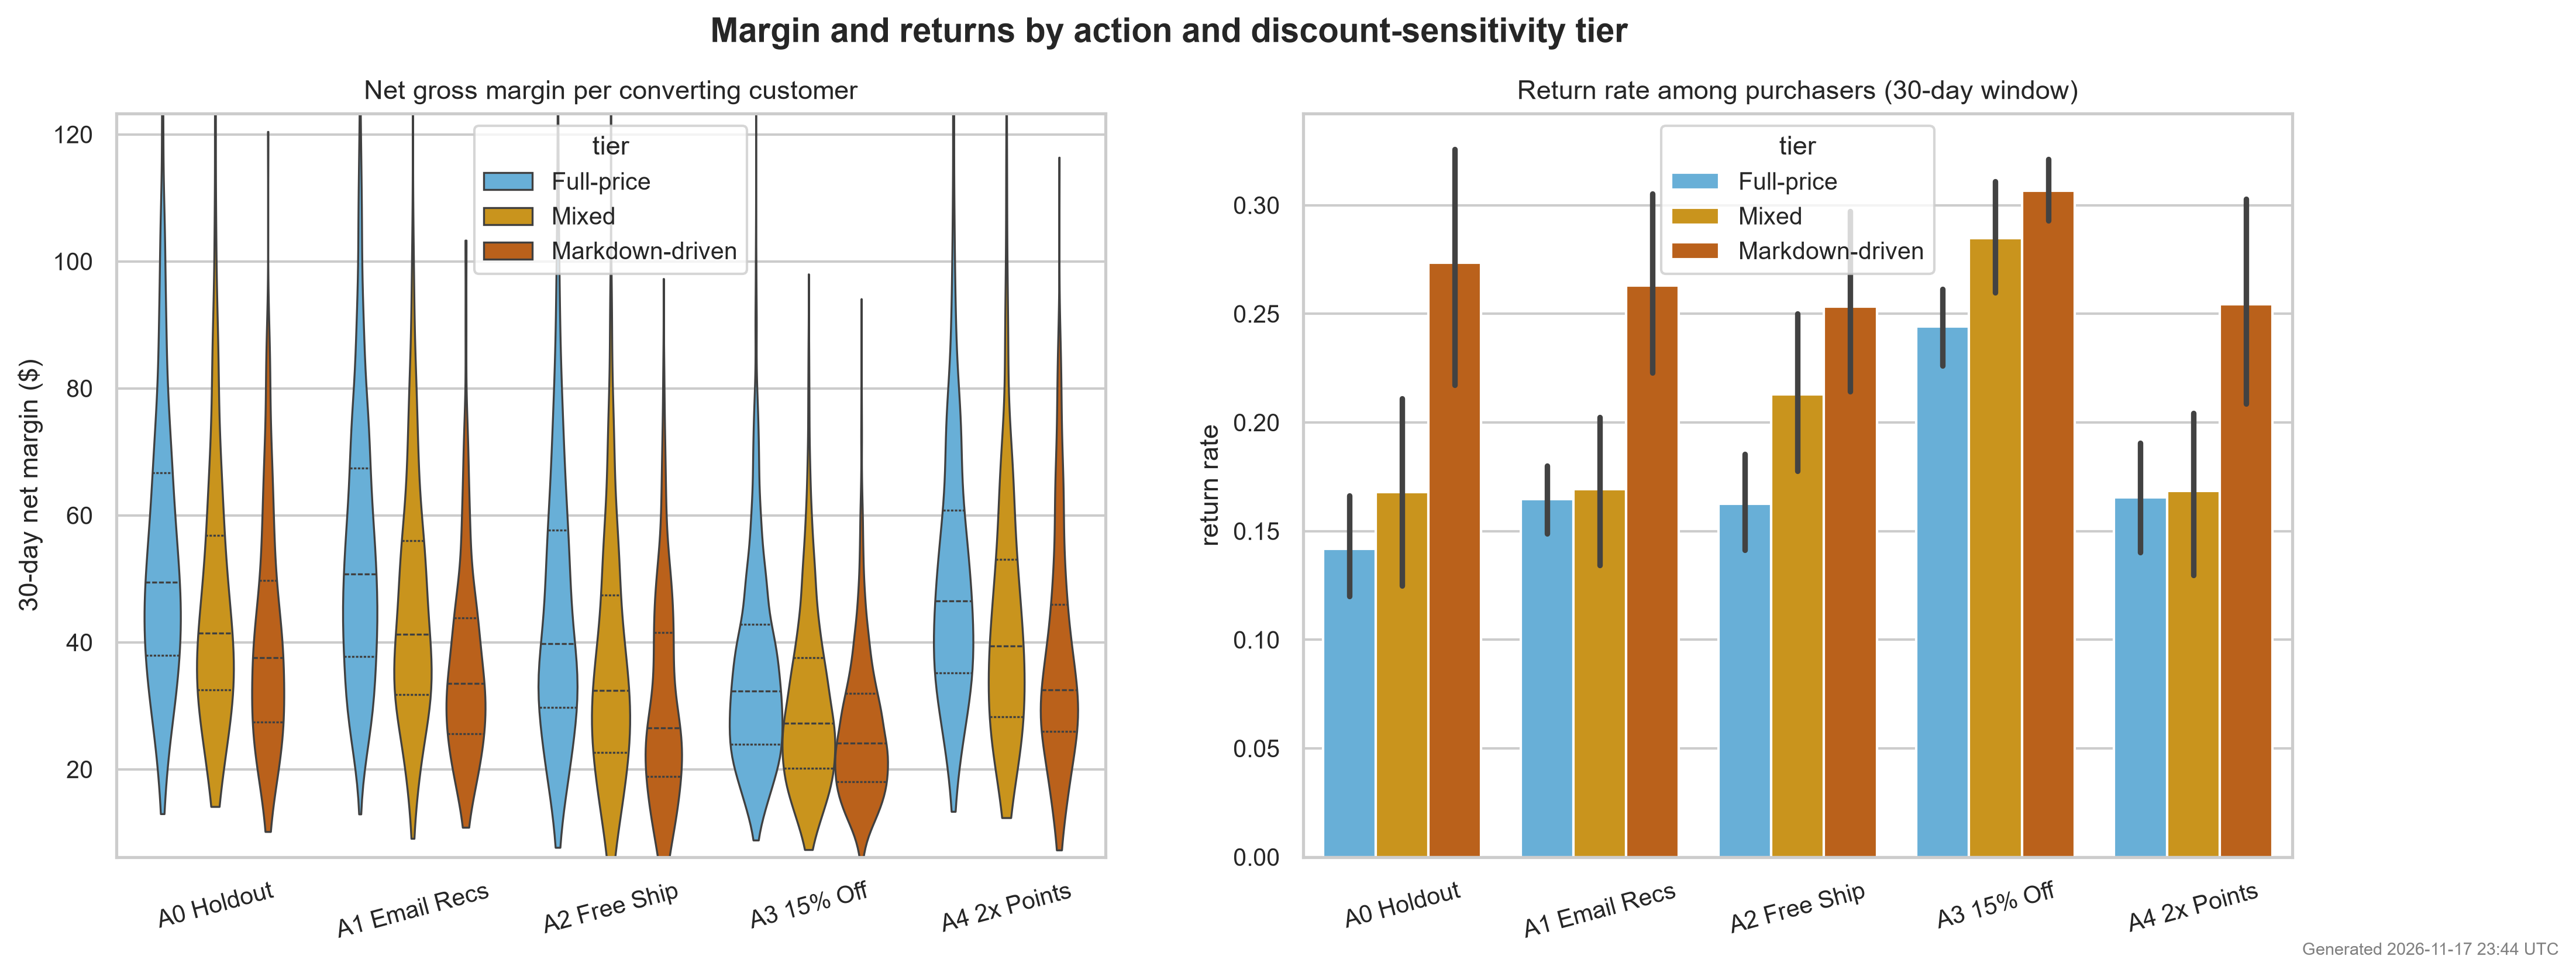 Margin and returns by action and discount-sensitivity tier
Net gross margin per converting customer
30-day net margin ($)
120
100
80
60
40
20
tier
Full-price
Mixed
Markdown-driven
A0 Holdout
A1 Email Recs
A2 Free Ship
A3 15% Off
A4 2x Points
Return rate among purchasers (30-day window)
return rate
0.30
0.25
0.20
0.15
0.10
0.05
0.00
tier
Full-price
Mixed
Markdown-driven
A0 Holdout
A1 Email Recs
A2 Free Ship
A3 15% Off
A4 2x Points
Generated 2026-11-17 23:44 UTC